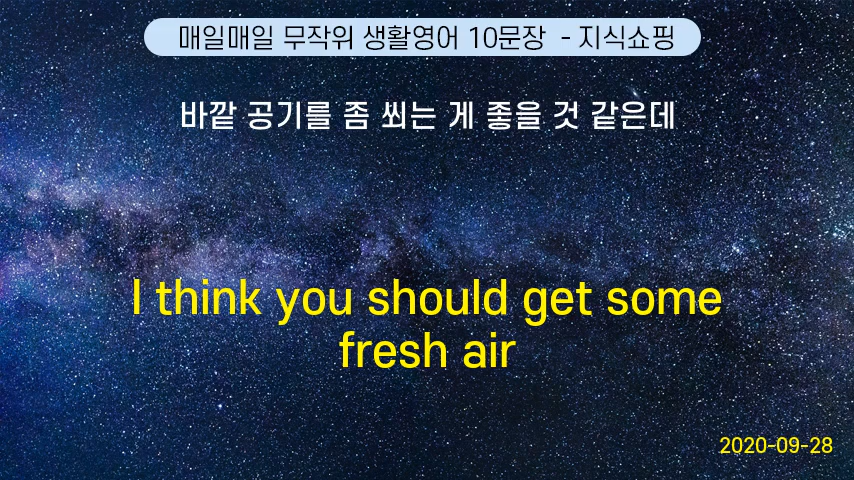 매일매일 무작위 생활영어 10문장 - 지식쇼핑
바깥 공기를 좀 쐬는 게 좋을 것 같은데
I think you should get some
fresh air
2020-09-28